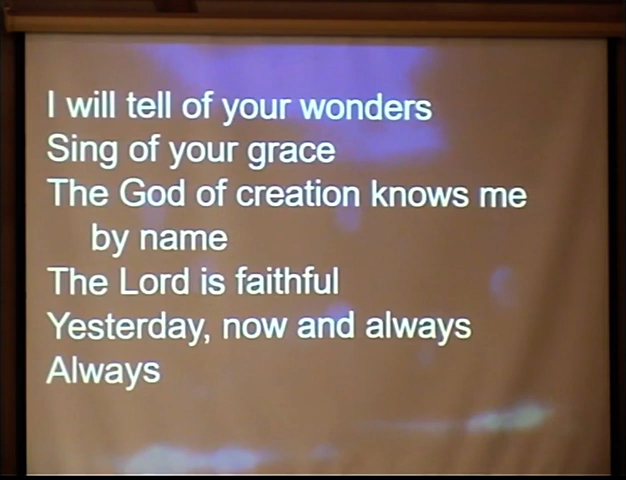 I will tell of your wonders
Sing of your grace
The God of creation knows me
by name
The Lord is faithful
Yesterday, now and always
Always